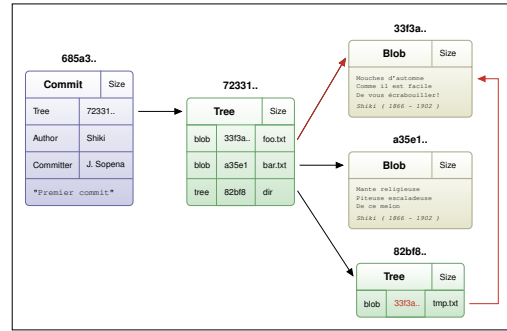 685a3..
Commit Size
Tree 72331..
Author Shiki
Committer J. Sopena
"Premier commit"
72331..
Tree Size
blob 33f3a.. foo.txt
blob a35e1 bar.txt
tree 82bf8 dir
33f3a..
Blob Size
Mouches d'automne
Comme il est facile
De vous écrabouiller!
Shiki ( 1866 - 1902 )
a35e1..
Blob Size
Mante religieuse
Piteuse escaladeuse
De ce melon
Shiki ( 1866 - 1902 )
82bf8..
Tree Size
blob 33f3a.. tmp.txt